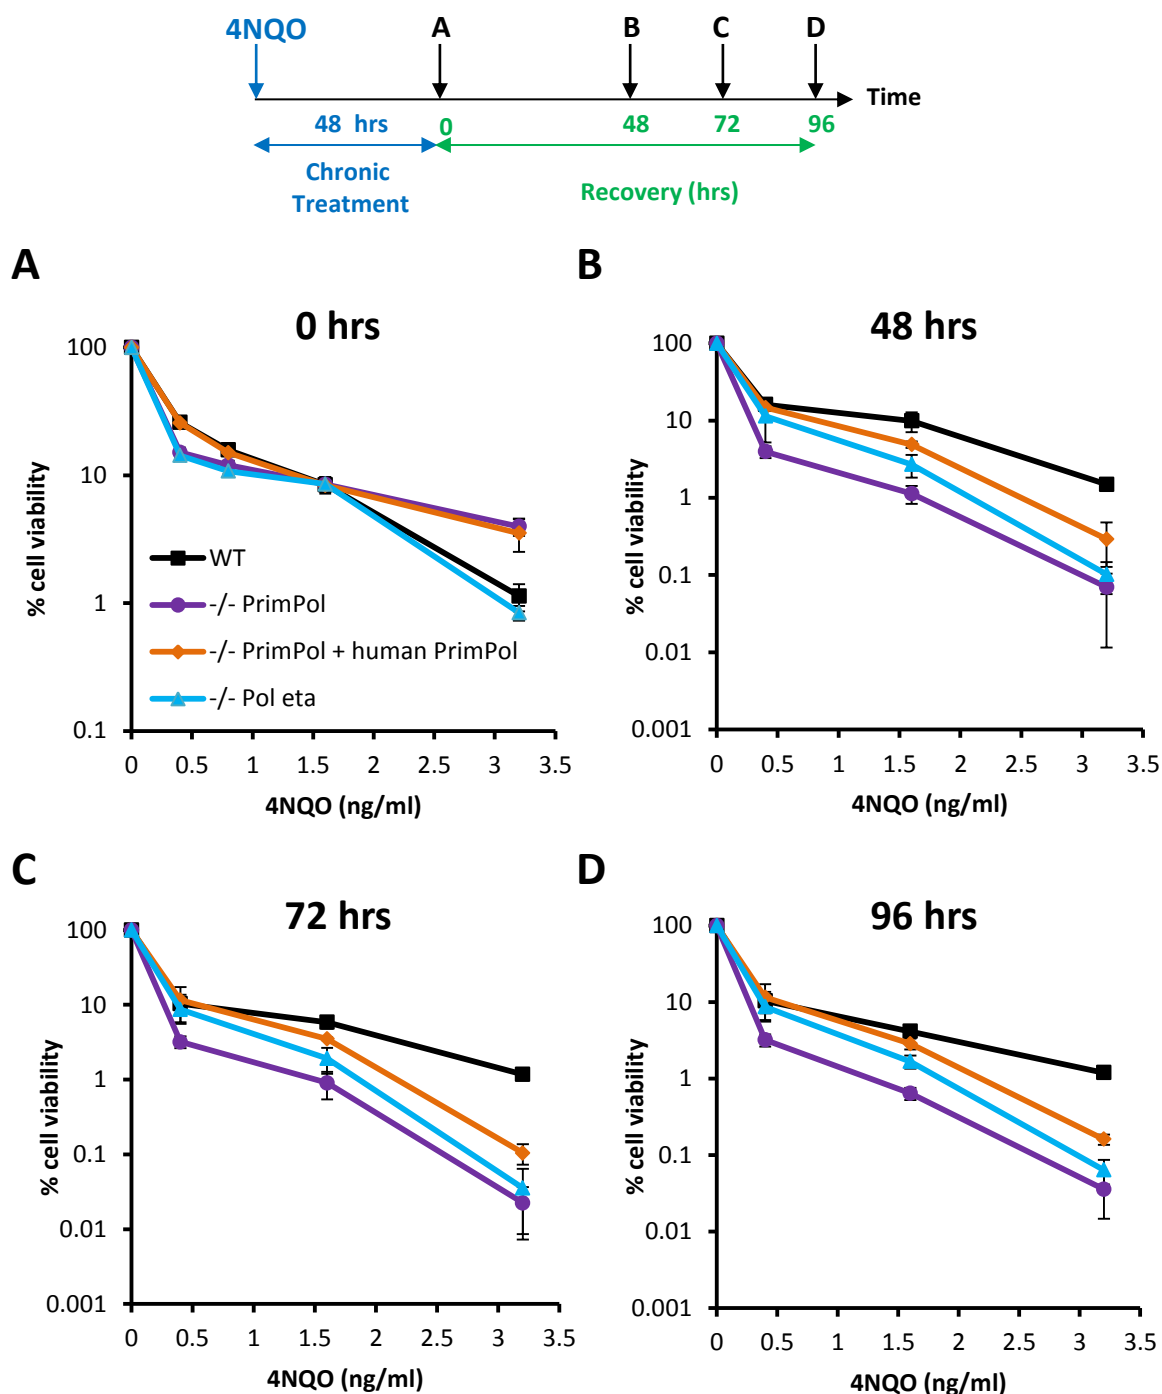 4NQO
A
B
C
D
Time
48 hrs
0
48
72
96
Chronic
Treatment
Recovery (hrs)
A
0 hrs
% cell viability
100
10
1
0.1
WT
-/- PrimPol
-/- PrimPol + human PrimPol
-/- Pol eta
0 0.5 1 1.5 2 2.5 3 3.5
4NQO (ng/ml)
B
48 hrs
% cell viability
100
10
1
0.1
0.01
0.001
0 0.5 1 1.5 2 2.5 3 3.5
4NQO (ng/ml)
C
72 hrs
% cell viability
100
10
1
0.1
0.01
0.001
0 0.5 1 1.5 2 2.5 3 3.5
4NQO (ng/ml)
D
96 hrs
% cell viability
100
10
1
0.1
0.01
0.001
0 0.5 1 1.5 2 2.5 3 3.5
4NQO (ng/ml)